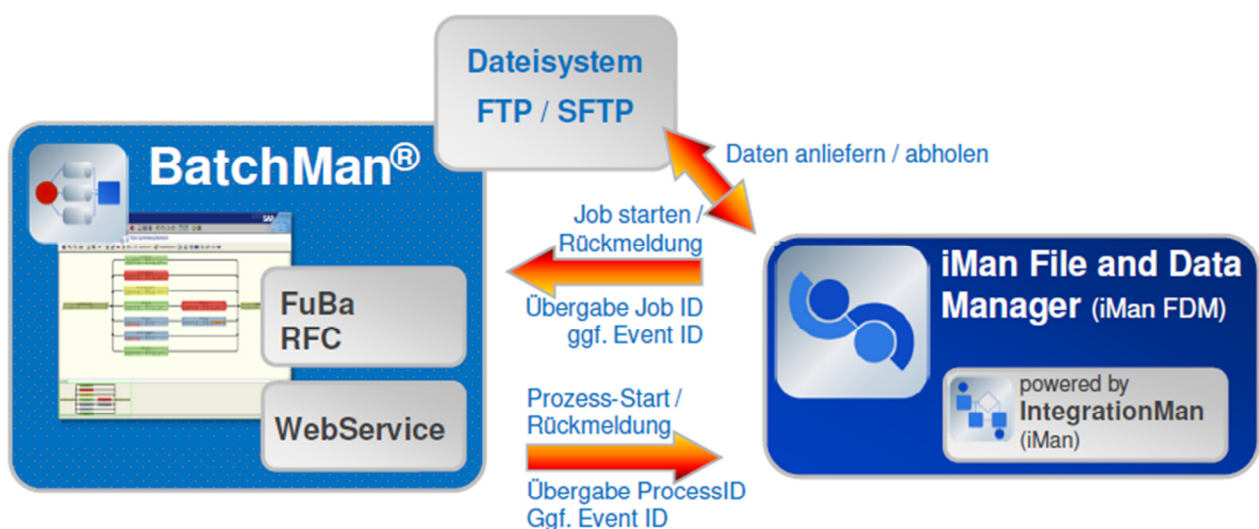 Dateisystem
FTP / SFTP
BatchMan®
SAP
FuBa
RFC
WebService
Daten anliefern / abholen
Job starten /
Rückmeldung
Übergabe Job ID
ggf. Event ID
Prozess-Start /
Rückmeldung
Übergabe ProcessID
Ggf. Event ID
iMan File and Data
Manager (iMan FDM)
powered by
IntegrationMan
(iMan)